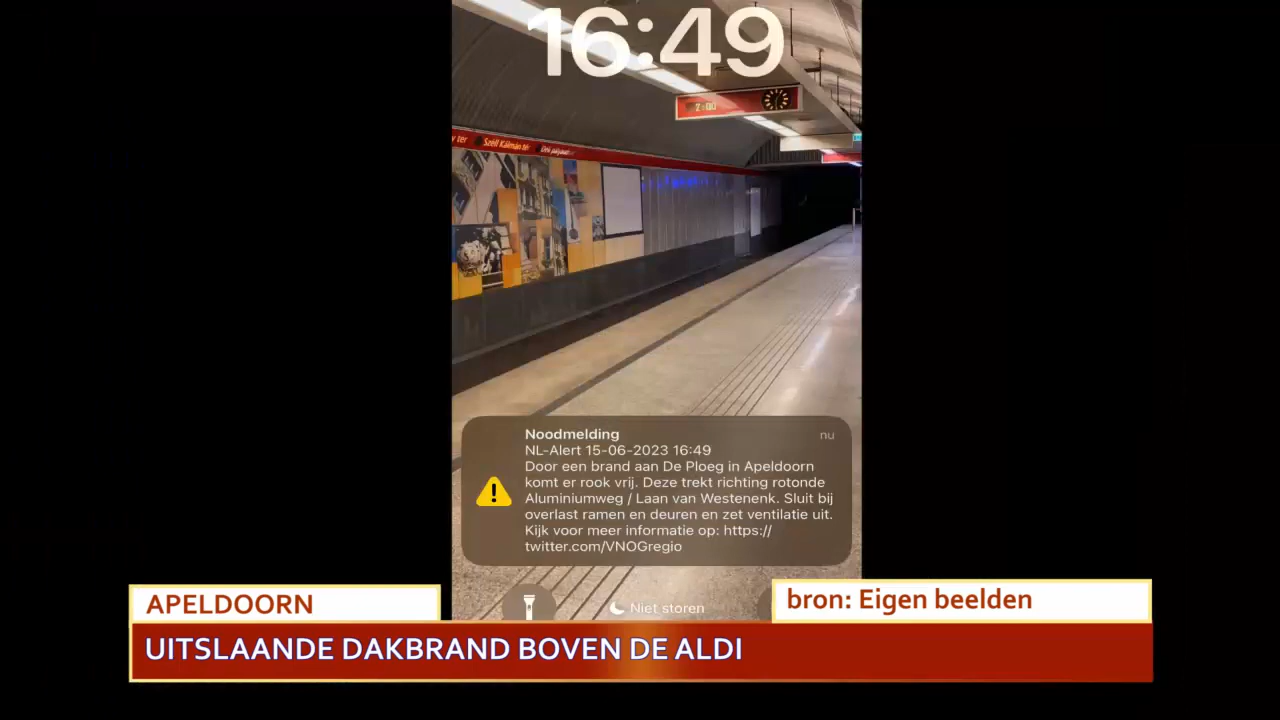 16:49
2:00
Széll Kálmán tér
Noodmelding
nu
NL-Alert 15-06-2023 16:49
Door een brand aan De Ploeg in Apeldoorn
komt er rook vrij. Deze trekt richting rotonde
Aluminiumweg / Laan van Westenenk. Sluit bij
overlast ramen en deuren en zet ventilatie uit.
Kijk voor meer informatie op: https://
twitter.com/VNOGregio
Niet storen
APELDOORN
bron: Eigen beelden
UITSLAANDE DAKBRAND BOVEN DE ALDI